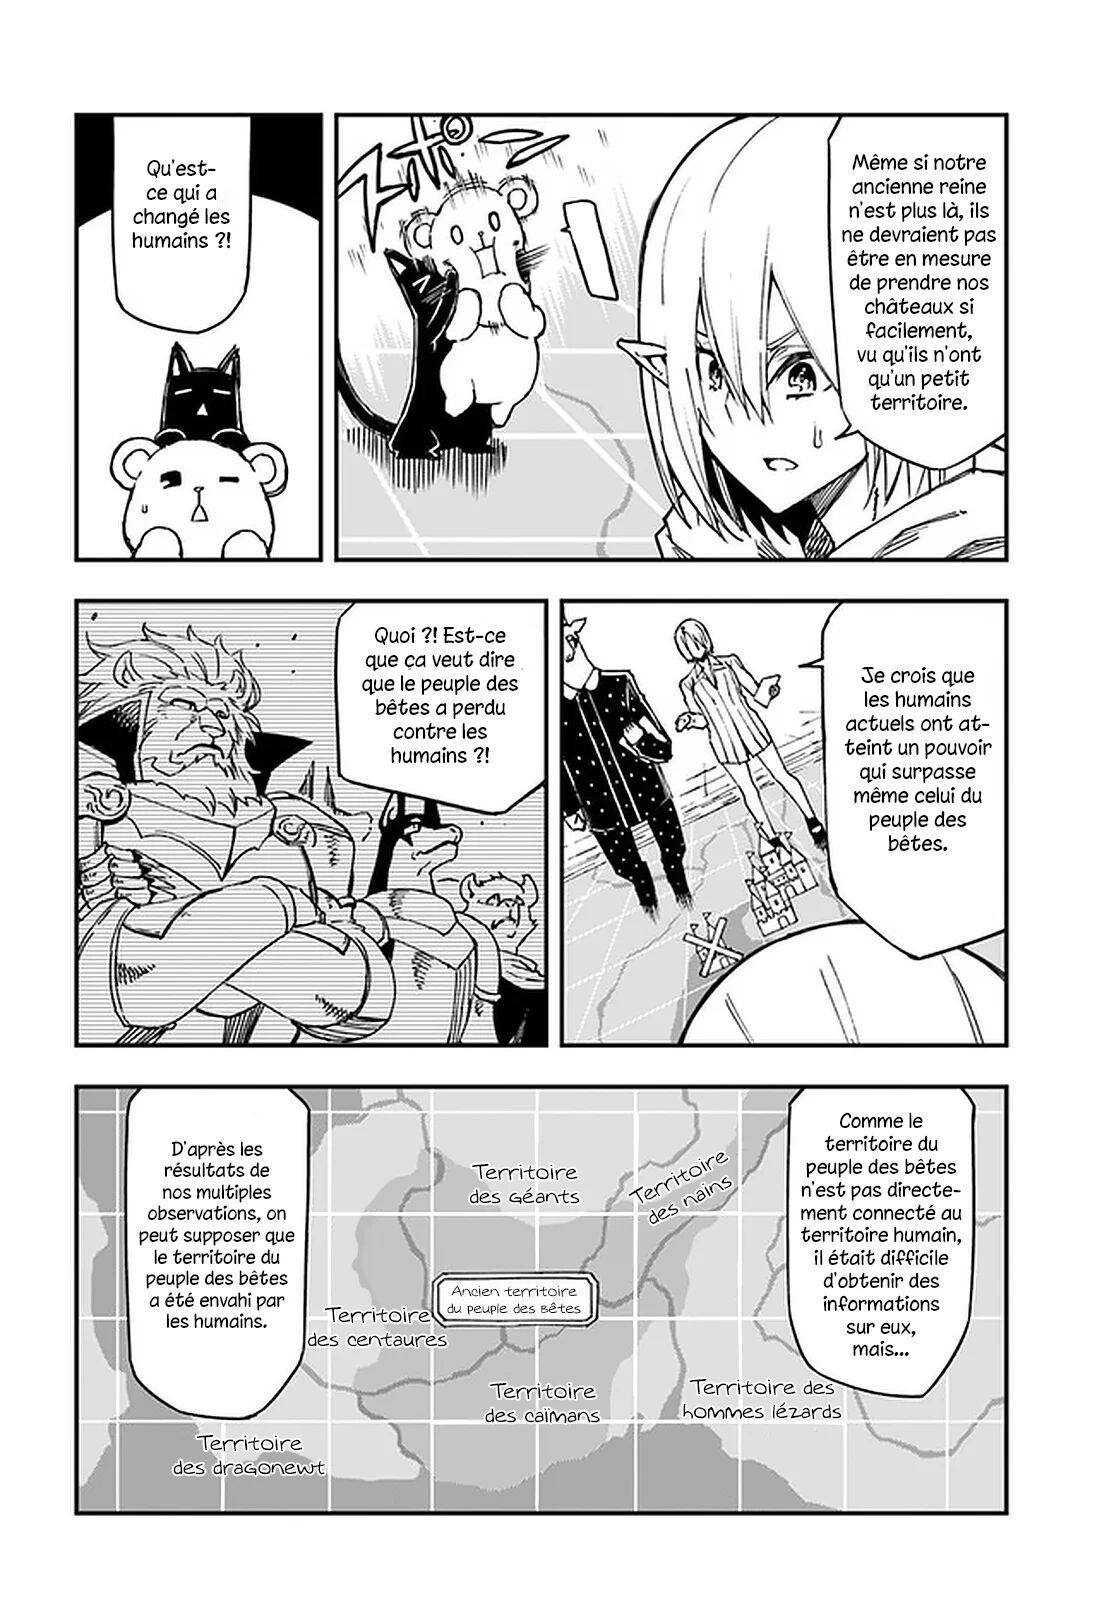 Même si notre
ancienne reine
n'est plus là, ils
ne devraient pas
être en mesure
de prendre nos
châteaux si
facilement,
vu qu'ils n'ont
qu'un petit
territoire.
Qu'est-
ce qui a
changé les
humains ?!
Je crois que
les humains
actuels ont at-
teint un pouvoir
qui surpasse
même celui du
peuple des
bêtes.
Quoi ?! Est-ce
que ça veut dire
que le peuple des
bêtes a perdu
contre les
humains ?!
Comme le
territoire du
peuple des bêtes
n'est pas directe-
ment connecté au
territoire humain,
il était difficile
d'obtenir des
informations
sur eux,
mais...
Territoire
des nains
Territoire
des Géants
Ancien territoire
du peuple des Bêtes
Territoire
des centaures
Territoire
des caïmans
Territoire des
hommes lézards
Territoire
des dragonewt
D'après les
résultats de
nos multiples
observations, on
peut supposer que
le territoire du
peuple des bêtes
a été envahi par
les humains.